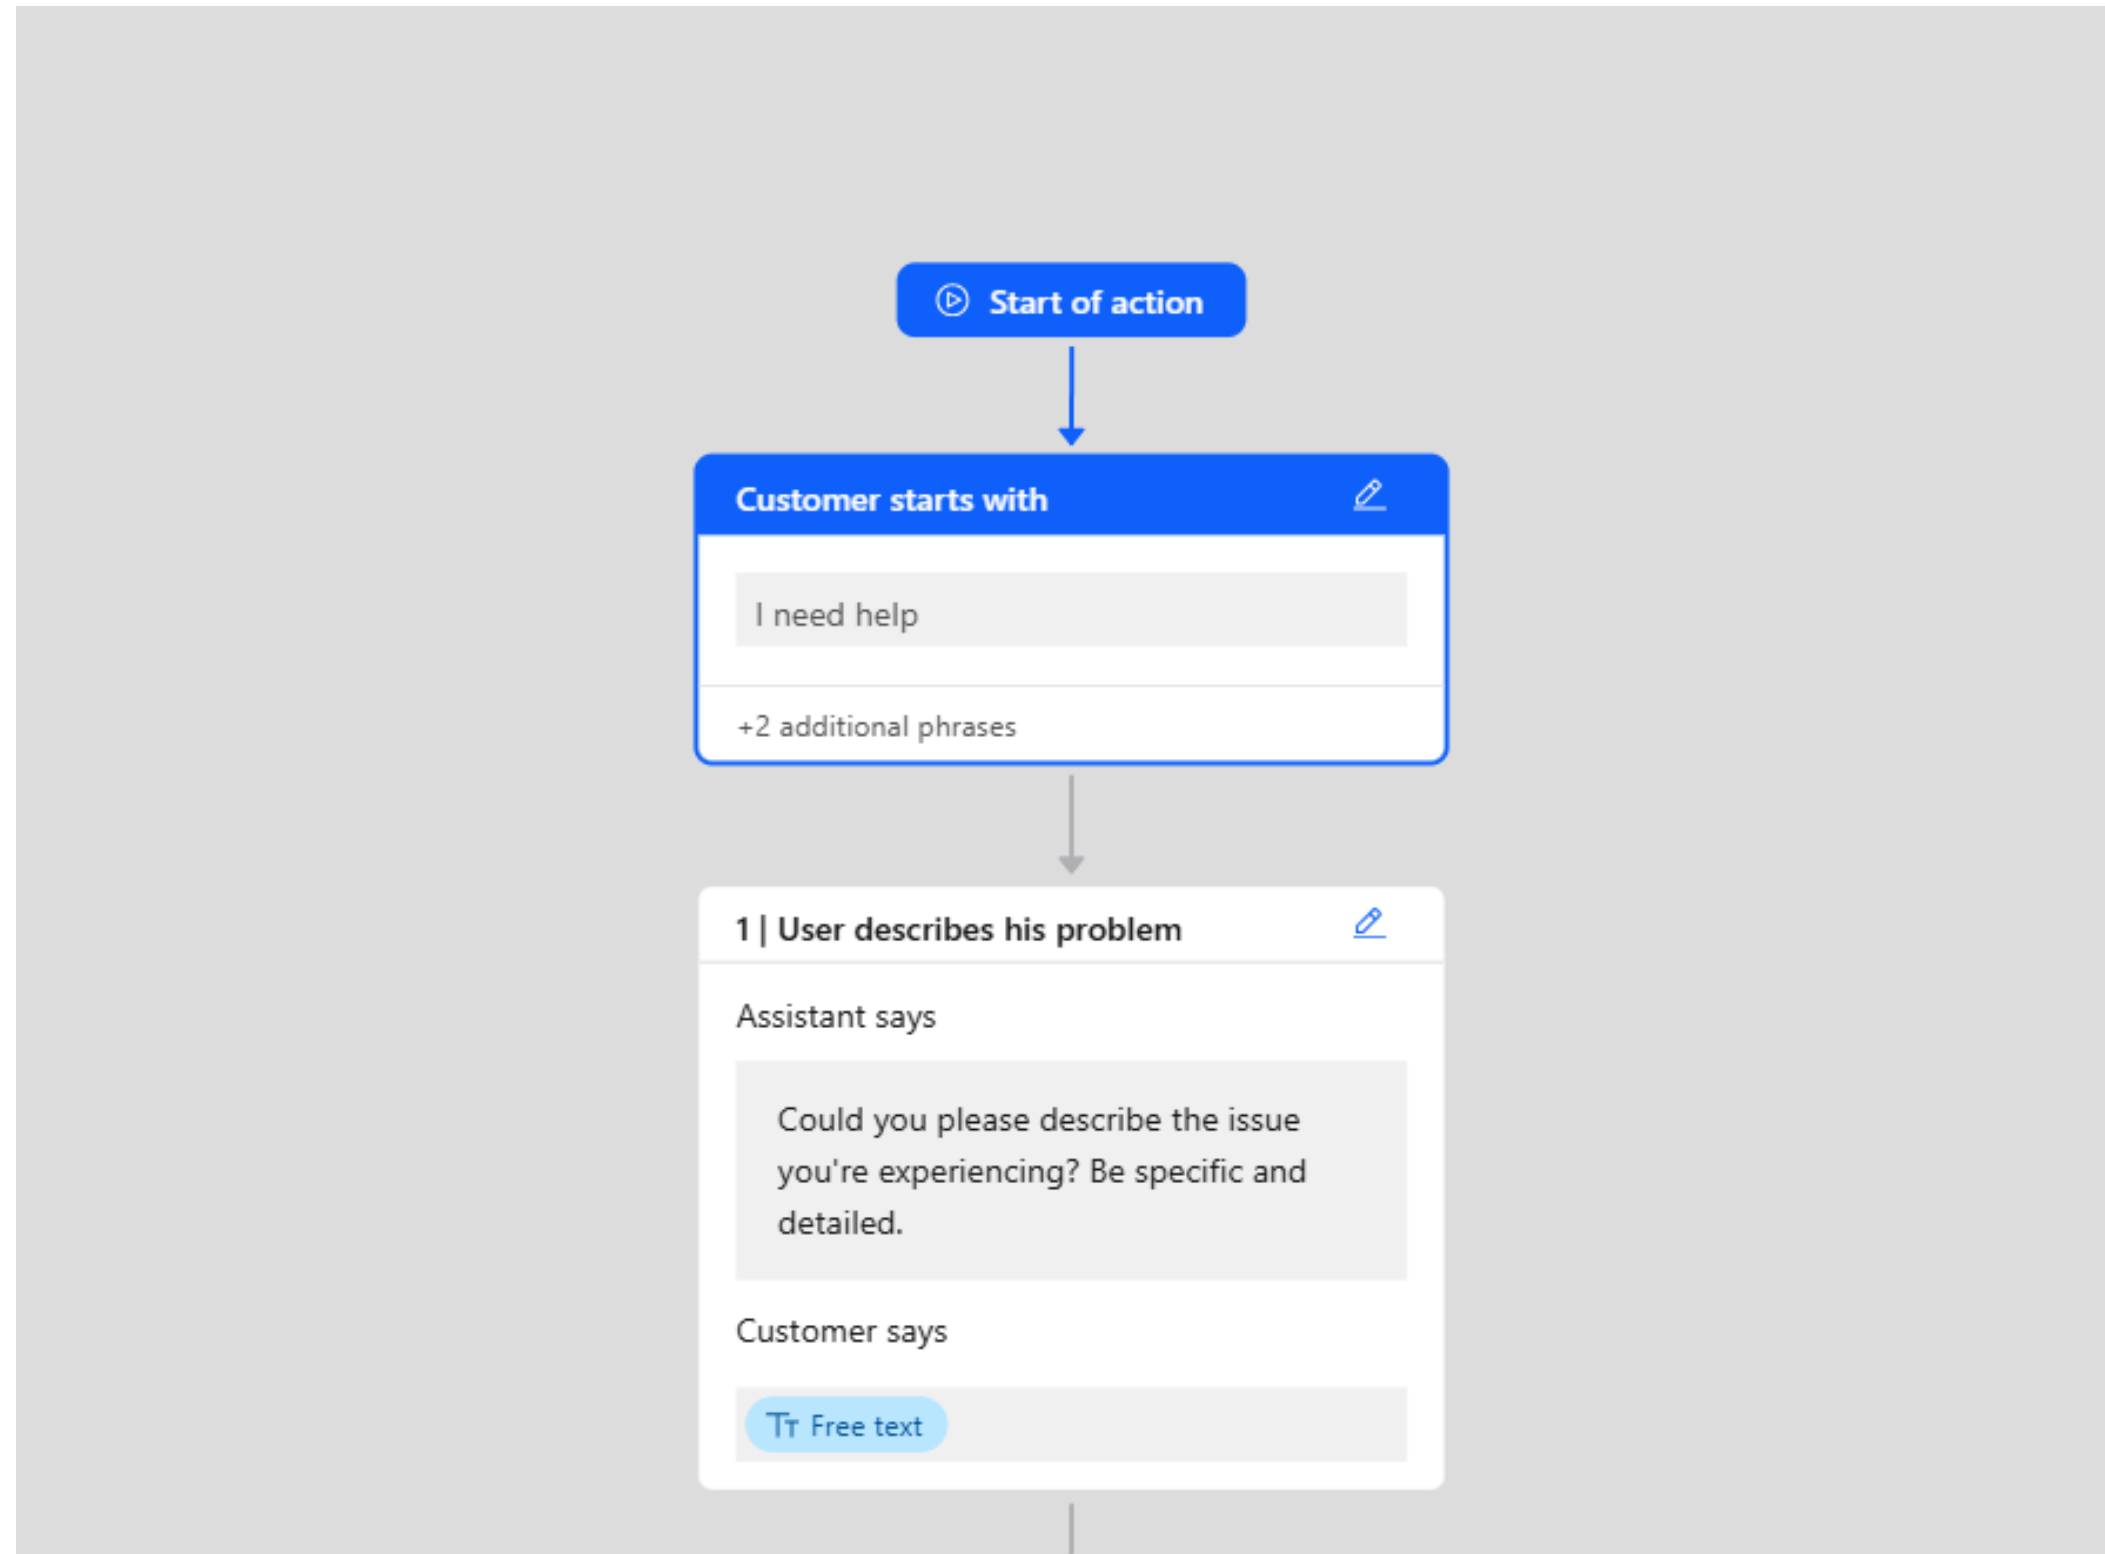 Start of action
Customer starts with
I need help
+2 additional phrases
1 | User describes his problem
Assistant says
Could you please describe the issue
you're experiencing? Be specific and
detailed.
Customer says
Tт Free text